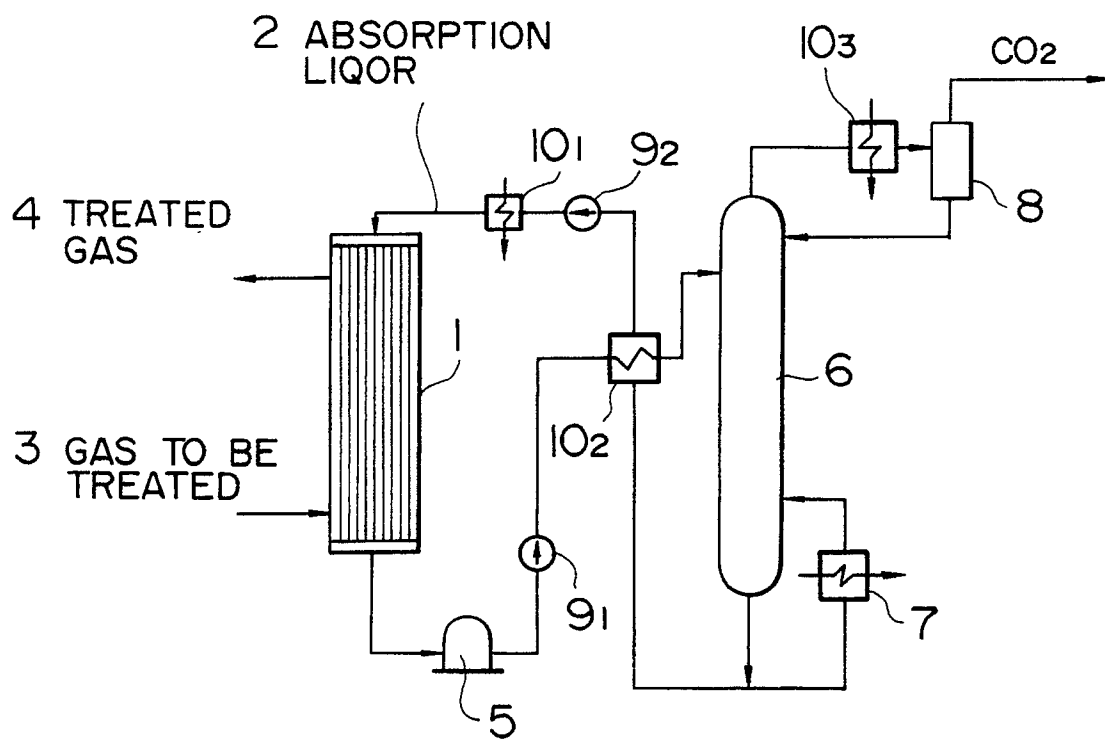 2 ABSORPTION
LIQOR
10₃
CO₂
10₁
9₂
8
4 TREATED
GAS
1
6
10₂
3 GAS TO BE
TREATED
9₁
7
5